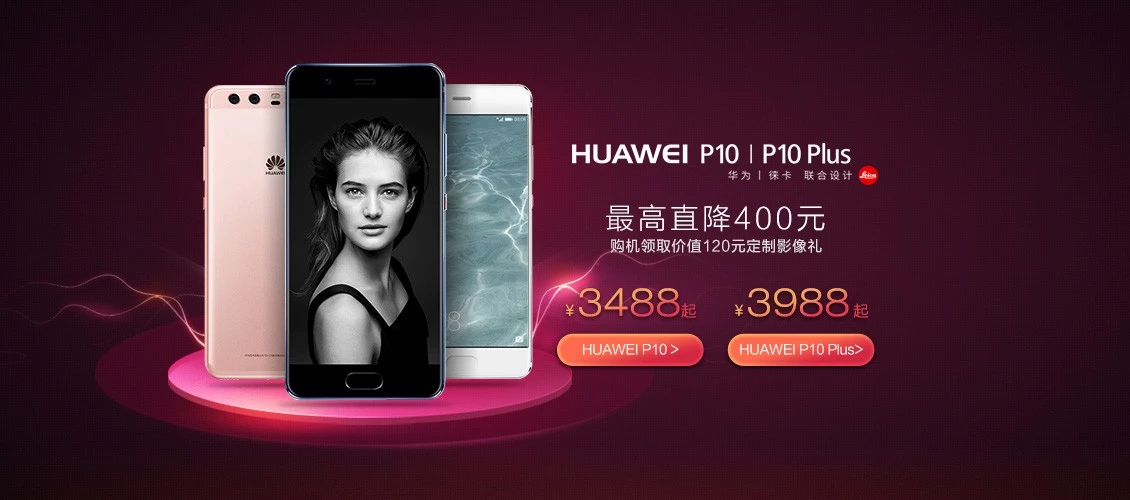 HUAWEI
HUAWEI P10 | P10 Plus
华为 | 徕卡 联合设计 Leica
最高直降400元
购机领取价值120元定制影像礼
¥3488起
¥3988起
HUAWEI P10 >
HUAWEI P10 Plus>